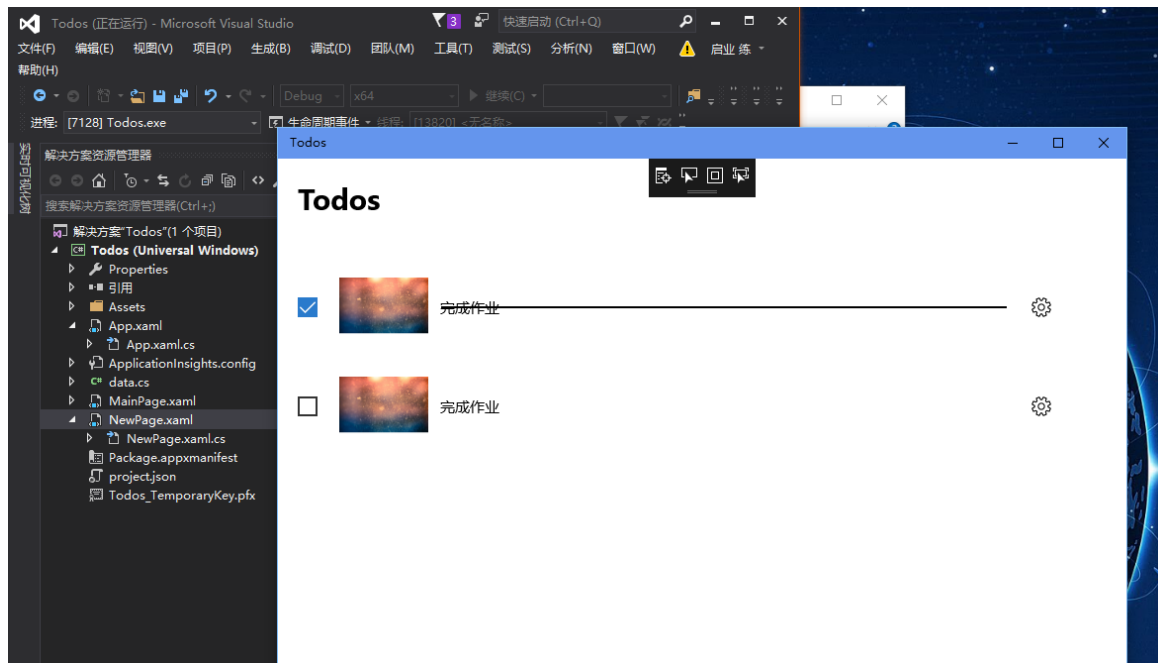 Todos (正在运行) - Microsoft Visual Studio
3
快速启动 (Ctrl+Q)
文件(F) 编辑(E) 视图(V) 项目(P) 生成(B) 调试(D) 团队(M) 工具(T) 测试(S) 分析(N) 窗口(W) 启业 练
帮助(H)
Debug x64 继续(C)
进程: [7128] Todos.exe 生命周期事件 线程: [13820] <无名称>
实时可视化树
解决方案资源管理器
搜索解决方案资源管理器(Ctrl+;)
解决方案"Todos"(1 个项目)
Todos (Universal Windows)
Properties
引用
Assets
App.xaml
App.xaml.cs
ApplicationInsights.config
data.cs
MainPage.xaml
NewPage.xaml
NewPage.xaml.cs
Package.appxmanifest
project.json
Todos_TemporaryKey.pfx
Todos
Todos
完成作业
完成作业